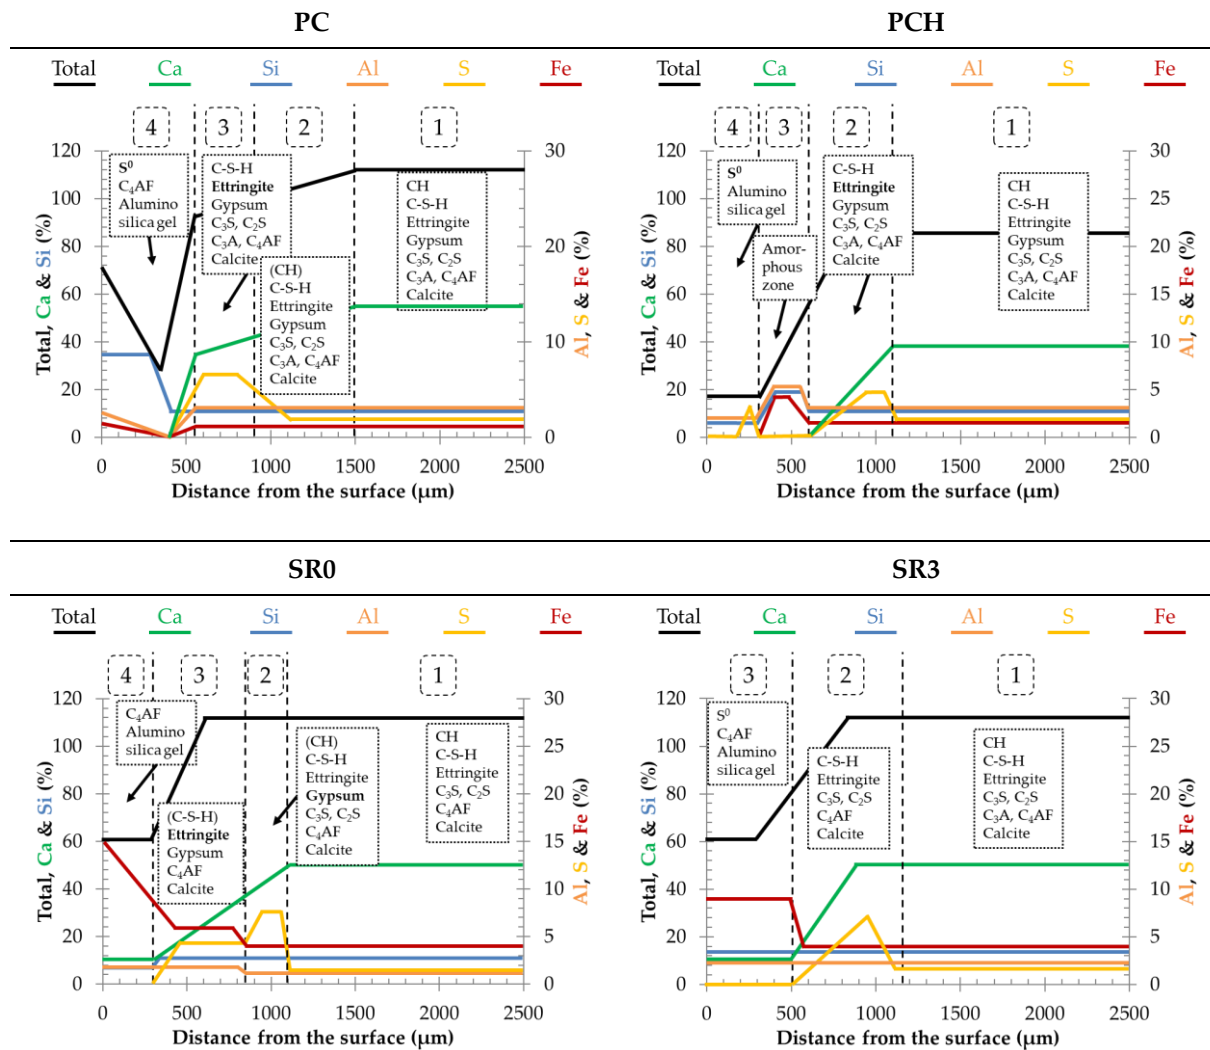 PC
Total Ca Si Al S Fe
4 3 2 1
120
100
80
60
40
20
0
Total, Ca & Si (%)
30
20
10
0
Al, S & Fe (%)
S⁰
C₄AF
Alumino
silica gel
C-S-H
Ettringite
Gypsum
C₃S, C₂S
C₃A, C₄AF
Calcite
(CH)
C-S-H
Ettringite
Gypsum
C₃S, C₂S
C₃A, C₄AF
Calcite
CH
C-S-H
Ettringite
Gypsum
C₃S, C₂S
C₃A, C₄AF
Calcite
0 500 1000 1500 2000 2500
Distance from the surface (µm)
PCH
Total Ca Si Al S Fe
4 3 2 1
120
100
80
60
40
20
0
Total, Ca & Si (%)
30
20
10
0
Al, S & Fe (%)
S⁰
Alumino
silica gel
Amor-
phous
zone
C-S-H
Ettringite
Gypsum
C₃S, C₂S
C₃A, C₄AF
Calcite
CH
C-S-H
Ettringite
Gypsum
C₃S, C₂S
C₃A, C₄AF
Calcite
0 500 1000 1500 2000 2500
Distance from the surface (µm)
SR0
Total Ca Si Al S Fe
4 3 2 1
120
100
80
60
40
20
0
Total, Ca & Si (%)
30
25
20
15
10
5
0
Al, S & Fe (%)
C₄AF
Alumino
silica gel
(C-S-H)
Ettringite
Gypsum
C₄AF
Calcite
(CH)
C-S-H
Ettringite
Gypsum
C₃S, C₂S
C₄AF
Calcite
CH
C-S-H
Ettringite
C₃S, C₂S
C₄AF
Calcite
0 500 1000 1500 2000 2500
Distance from the surface (µm)
SR3
Total Ca Si Al S Fe
3 2 1
120
100
80
60
40
20
0
Total, Ca & Si (%)
30
25
20
15
10
5
0
Al, S & Fe (%)
S⁰
C₄AF
Alumino
silica gel
C-S-H
Ettringite
C₃S, C₂S
C₄AF
Calcite
CH
C-S-H
Ettringite
C₃S, C₂S
C₃A, C₄AF
Calcite
0 500 1000 1500 2000 2500
Distance from the surface (µm)